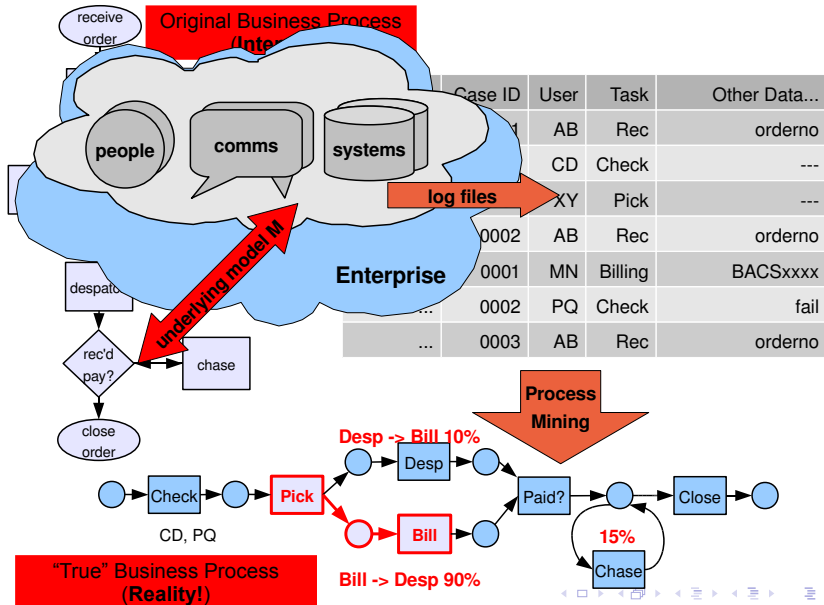 receive
order
Original Business Process
(Inter
Case ID User Task Other Data...
1 AB Rec orderno
CD Check ---
XY Pick ---
0002 AB Rec orderno
0001 MN Billing BACSxxxx
... 0002 PQ Check fail
... 0003 AB Rec orderno
people
comms
systems
log files
underlying model M
Enterprise
despatc
rec'd
pay?
chase
close
order
Process
Mining
Desp -> Bill 10%
Desp
Check
Pick
Paid?
Close
CD, PQ
Bill
15%
Chase
"True" Business Process
(Reality!)
Bill -> Desp 90%